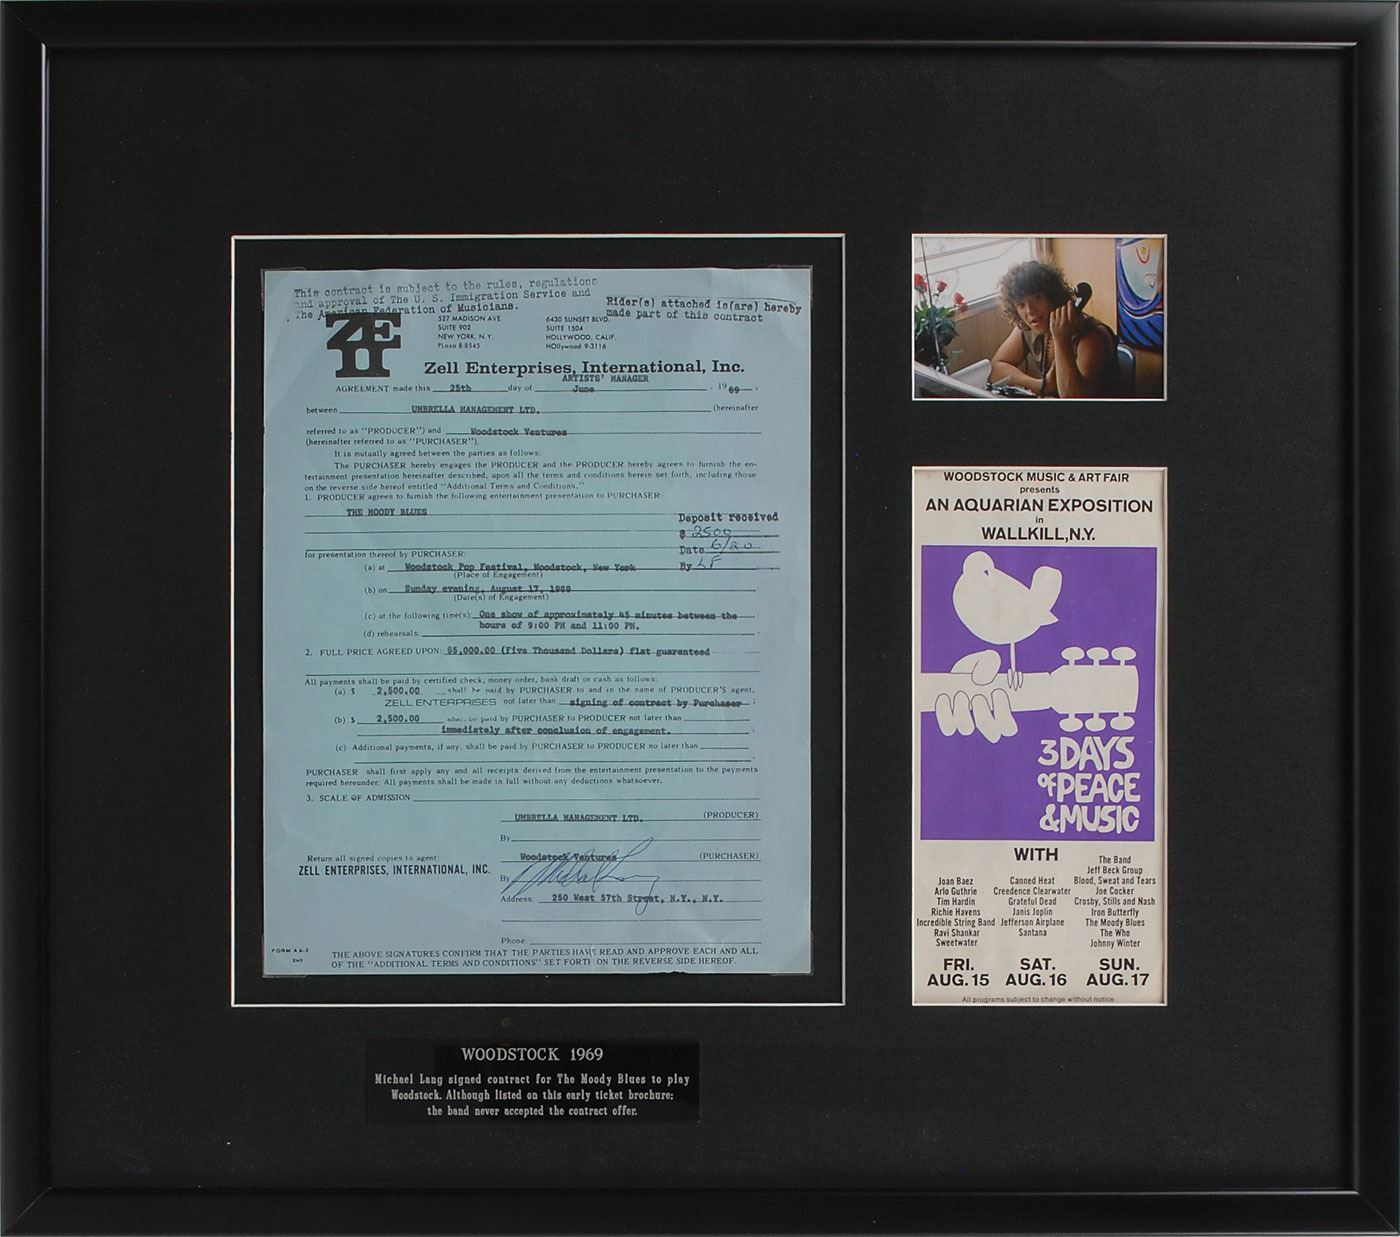 This contract is subject to the rules, regulations
and approval of The U. S. Immigration Service and
The American Federation of Musicians.
Rider(s) attached is(are) hereby
made part of this contract
ZEII
527 MADISON AVE.
SUITE 902
NEW YORK, N. Y.
PLaza 8-8545
6430 SUNSET BLVD.
SUITE 1504
HOLLYWOOD, CALIF.
HOllywood 9-3116
Zell Enterprises, International, Inc.
ARTISTS' MANAGER
AGREEMENT made this 25th day of June , 19 69 .
between UMBRELLA MANAGEMENT LTD. (hereinafter
referred to as "PRODUCER") and Woodstock Ventures
(hereinafter referred to as "PURCHASER").
It is mutually agreed between the parties as follows:
The PURCHASER hereby engages the PRODUCER and the PRODUCER hereby agrees to furnish the en-
tertainment presentation hereinafter described, upon all the terms and conditions herein set forth, including those
on the reverse side hereof entitled "Additional Terms and Conditions."
1. PRODUCER agrees to furnish the following entertainment presentation to PURCHASER:
THE MOODY BLUES
Deposit received
$ 2500
Date 6/20
By LF
for presentation thereof by PURCHASER:
(a) at Woodstock Pop Festival, Woodstock, New York
(Place of Engagement)
(b) on Sunday evening, August 17, 1969
(Date(s) of Engagement)
(c) at the following time(s): One show of approximately 45 minutes between the
hours of 9:00 PM and 11:00 PM.
(d) rehearsals:
2. FULL PRICE AGREED UPON: $5,000.00 (Five Thousand Dollars) flat guaranteed
All payments shall be paid by certified check, money order, bank draft or cash as follows:
(a) $ 2,500.00 shall be paid by PURCHASER to and in the name of PRODUCER'S agent,
ZELL ENTERPRISES not later than signing of contract by Purchaser ;
(b) $ 2,500.00 shall be paid by PURCHASER to PRODUCER not later than
immediately after conclusion of engagement.
(c) Additional payments, if any, shall be paid by PURCHASER to PRODUCER no later than
PURCHASER shall first apply any and all receipts derived from the entertainment presentation to the payments
required hereunder: All payments shall be made in full without any deductions whatsoever.
3. SCALE OF ADMISSION
UMBRELLA MANAGEMENT LTD. (PRODUCER)
By
Woodstock Ventures (PURCHASER)
Return all signed copies to agent:
ZELL ENTERPRISES, INTERNATIONAL, INC.
By
Address: 250 West 57th Street, N.Y., N.Y.
Phone:
FORM A 6-2
2ND
THE ABOVE SIGNATURES CONFIRM THAT THE PARTIES HAVE READ AND APPROVE EACH AND ALL
OF THE "ADDITIONAL TERMS AND CONDITIONS" SET FORTH ON THE REVERSE SIDE HEREOF.
WOODSTOCK MUSIC & ART FAIR
presents
AN AQUARIAN EXPOSITION
in
WALLKILL, N.Y.
3 DAYS
of PEACE
& MUSIC
WITH
Joan Baez
Arlo Guthrie
Tim Hardin
Richie Havens
Incredible String Band
Ravi Shankar
Sweetwater
Canned Heat
Creedence Clearwater
Grateful Dead
Janis Joplin
Jefferson Airplane
Santana
The Band
Jeff Beck Group
Blood, Sweat and Tears
Joe Cocker
Crosby, Stills and Nash
Iron Butterfly
The Moody Blues
The Who
Johnny Winter
FRI. SAT. SUN.
AUG. 15 AUG. 16 AUG. 17
All programs subject to change without notice
WOODSTOCK 1969
Michael Lang signed contract for The Moody Blues to play
Woodstock. Although listed on this early ticket brochure;
the band never accepted the contract offer.